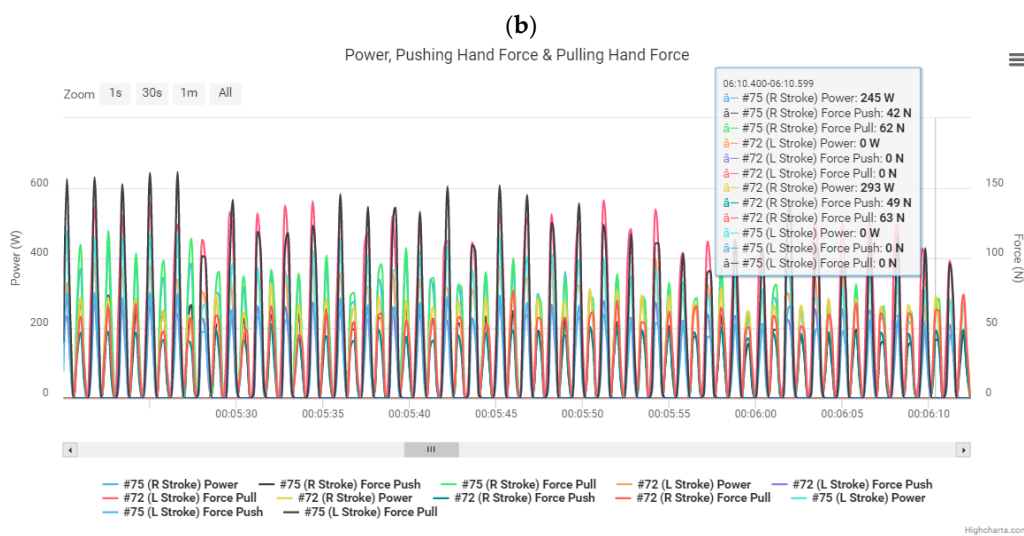 (b)
Power, Pushing Hand Force & Pulling Hand Force
Zoom 1s 30s 1m All
06:10.400-06:10.599
â— #75 (R Stroke) Power: 245 W
â— #75 (R Stroke) Force Push: 42 N
â— #75 (R Stroke) Force Pull: 62 N
â— #72 (L Stroke) Power: 0 W
â— #72 (L Stroke) Force Push: 0 N
â— #72 (L Stroke) Force Pull: 0 N
â— #72 (R Stroke) Power: 293 W
â— #72 (R Stroke) Force Push: 49 N
â— #72 (R Stroke) Force Pull: 63 N
â— #75 (L Stroke) Power: 0 W
â— #75 (L Stroke) Force Push: 0 N
â— #75 (L Stroke) Force Pull: 0 N
Power (W)
600
400
200
0
150
100
50
0
Force (N)
00:05:30 00:05:35 00:05:40 00:05:45 00:05:50 00:05:55 00:06:00 00:06:05 00:06:10
#75 (R Stroke) Power #75 (R Stroke) Force Push #75 (R Stroke) Force Pull #72 (L Stroke) Power #72 (L Stroke) Force Push
#72 (L Stroke) Force Pull #72 (R Stroke) Power #72 (R Stroke) Force Push #72 (R Stroke) Force Pull #75 (L Stroke) Power
#75 (L Stroke) Force Push #75 (L Stroke) Force Pull
Highcharts.com